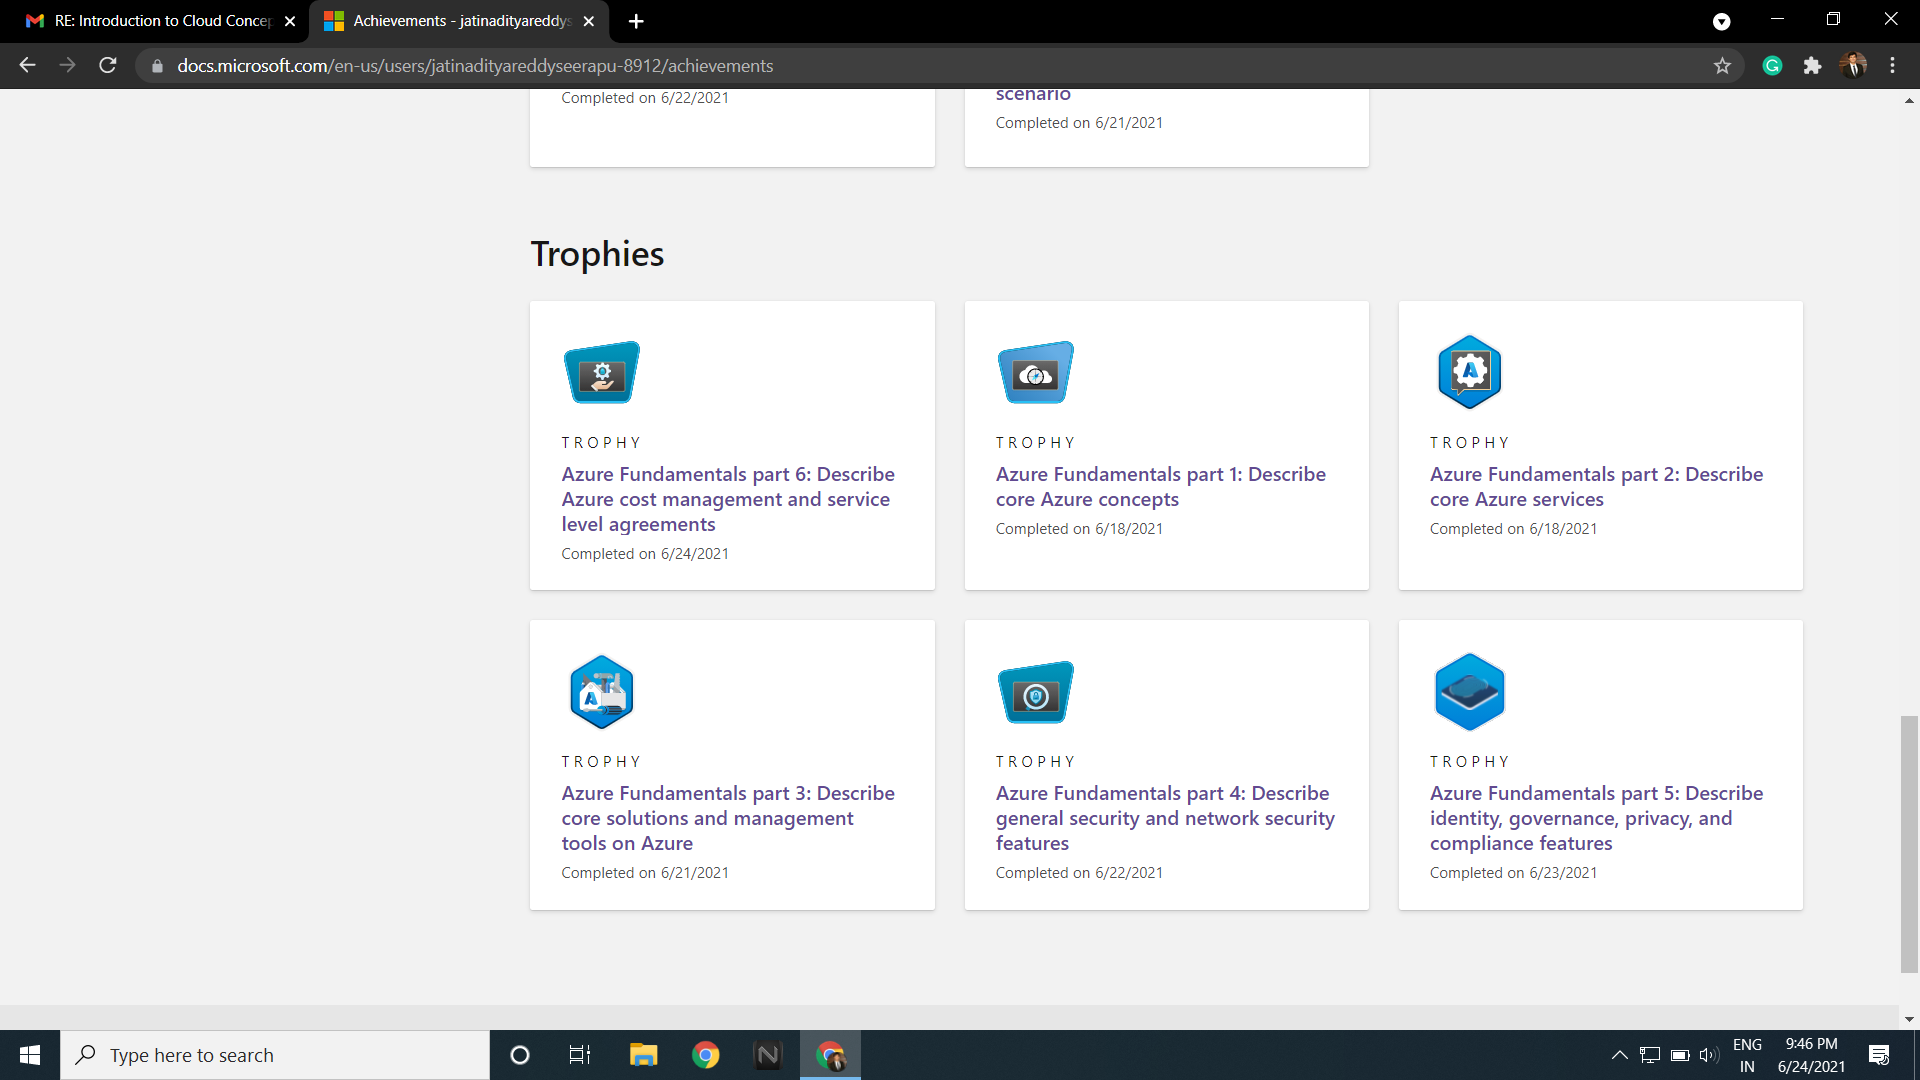 RE: Introduction to Cloud Concep
Achievements - jatinadityareddys
docs.microsoft.com/en-us/users/jatinadityareddyseerapu-8912/achievements
Completed on 6/22/2021
scenario
Completed on 6/21/2021
Trophies
TROPHY
Azure Fundamentals part 6: Describe
Azure cost management and service
level agreements
Completed on 6/24/2021
TROPHY
Azure Fundamentals part 1: Describe
core Azure concepts
Completed on 6/18/2021
TROPHY
Azure Fundamentals part 2: Describe
core Azure services
Completed on 6/18/2021
TROPHY
Azure Fundamentals part 3: Describe
core solutions and management
tools on Azure
Completed on 6/21/2021
TROPHY
Azure Fundamentals part 4: Describe
general security and network security
features
Completed on 6/22/2021
TROPHY
Azure Fundamentals part 5: Describe
identity, governance, privacy, and
compliance features
Completed on 6/23/2021
Type here to search
ENG
IN
9:46 PM
6/24/2021